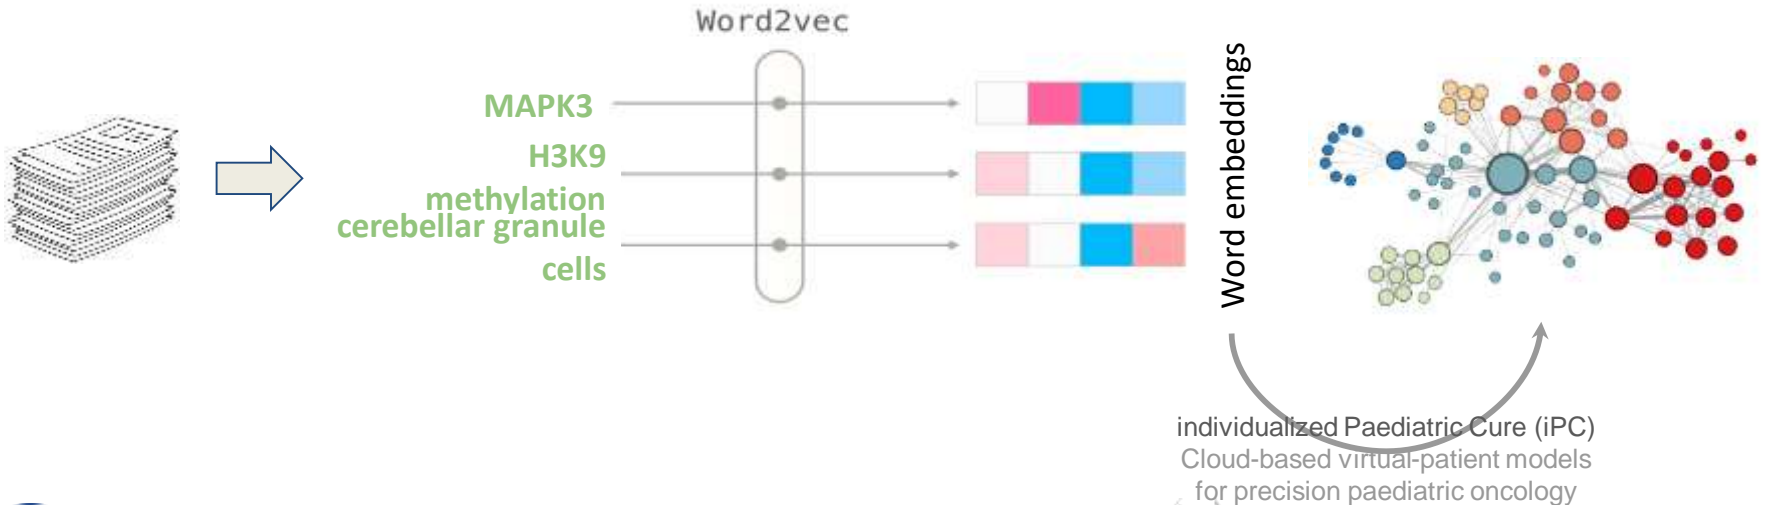 Word2vec
MAPK3
H3K9
methylation
cerebellar granule
cells
Word embeddings
individualized Paediatric Cure (iPC)
Cloud-based virtual-patient models
for precision paediatric oncology